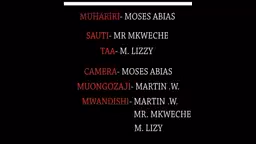 MUHARIRI- MOSES ABIAS
SAUTI- MR MKWECHE
TAA- M. LIZZY
CAMERA- MOSES ABIAS
MUONGOZAJI- MARTIN .W.
MWANDISHI- MARTIN .W.
MR. MKWECHE
M. LIZY